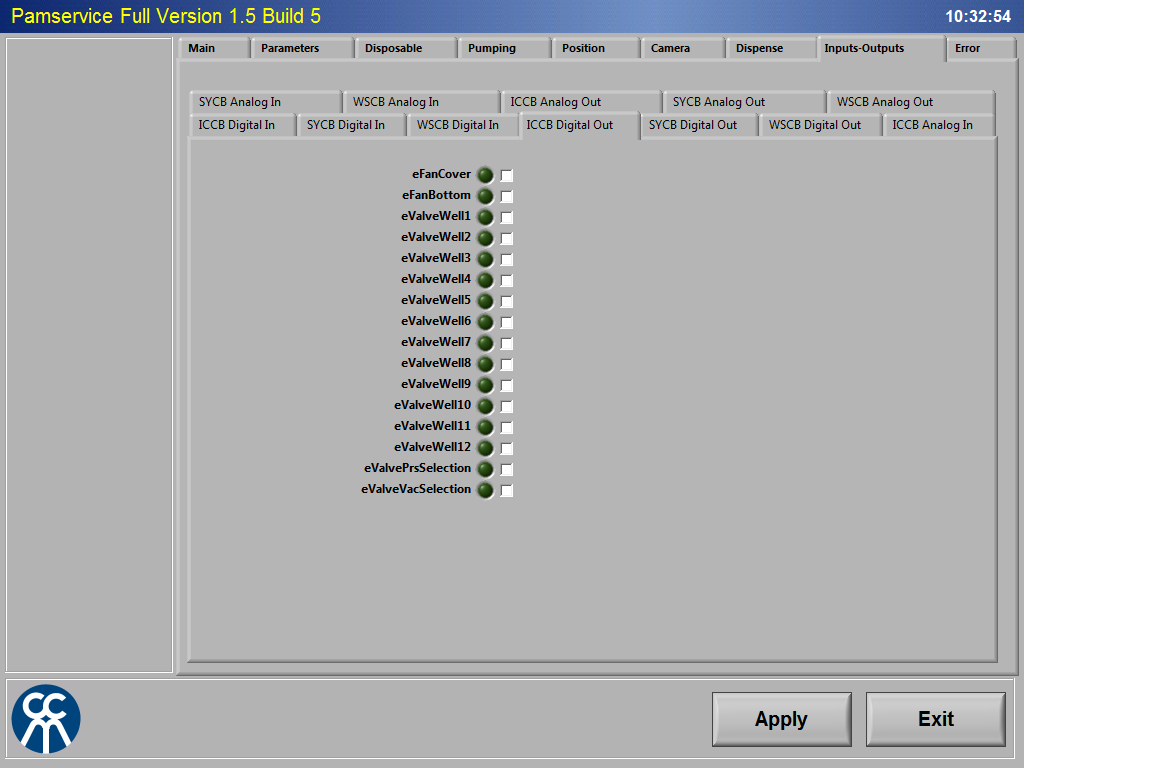 Pamservice Full Version 1.5 Build 5 10:32:54
Main Parameters Disposable Pumping Position Camera Dispense Inputs-Outputs Error
SYCB Analog In WSCB Analog In ICCB Analog Out SYCB Analog Out WSCB Analog Out
ICCB Digital In SYCB Digital In WSCB Digital In ICCB Digital Out SYCB Digital Out WSCB Digital Out ICCB Analog In
eFanCover
eFanBottom
eValveWell1
eValveWell2
eValveWell3
eValveWell4
eValveWell5
eValveWell6
eValveWell7
eValveWell8
eValveWell9
eValveWell10
eValveWell11
eValveWell12
eValvePrsSelection
eValveVacSelection
Apply Exit